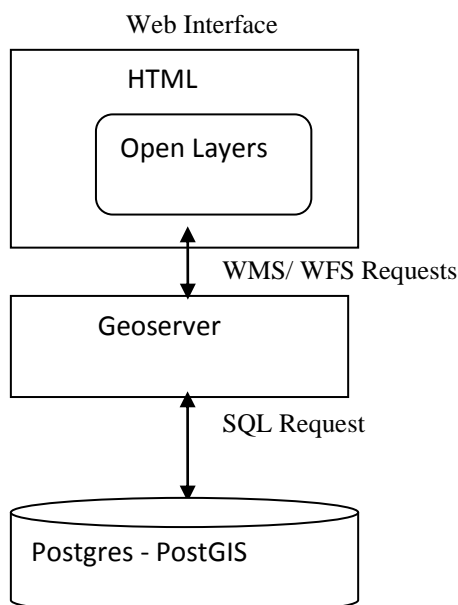 Web Interface
HTML
Open Layers
WMS/ WFS Requests
Geoserver
SQL Request
Postgres - PostGIS